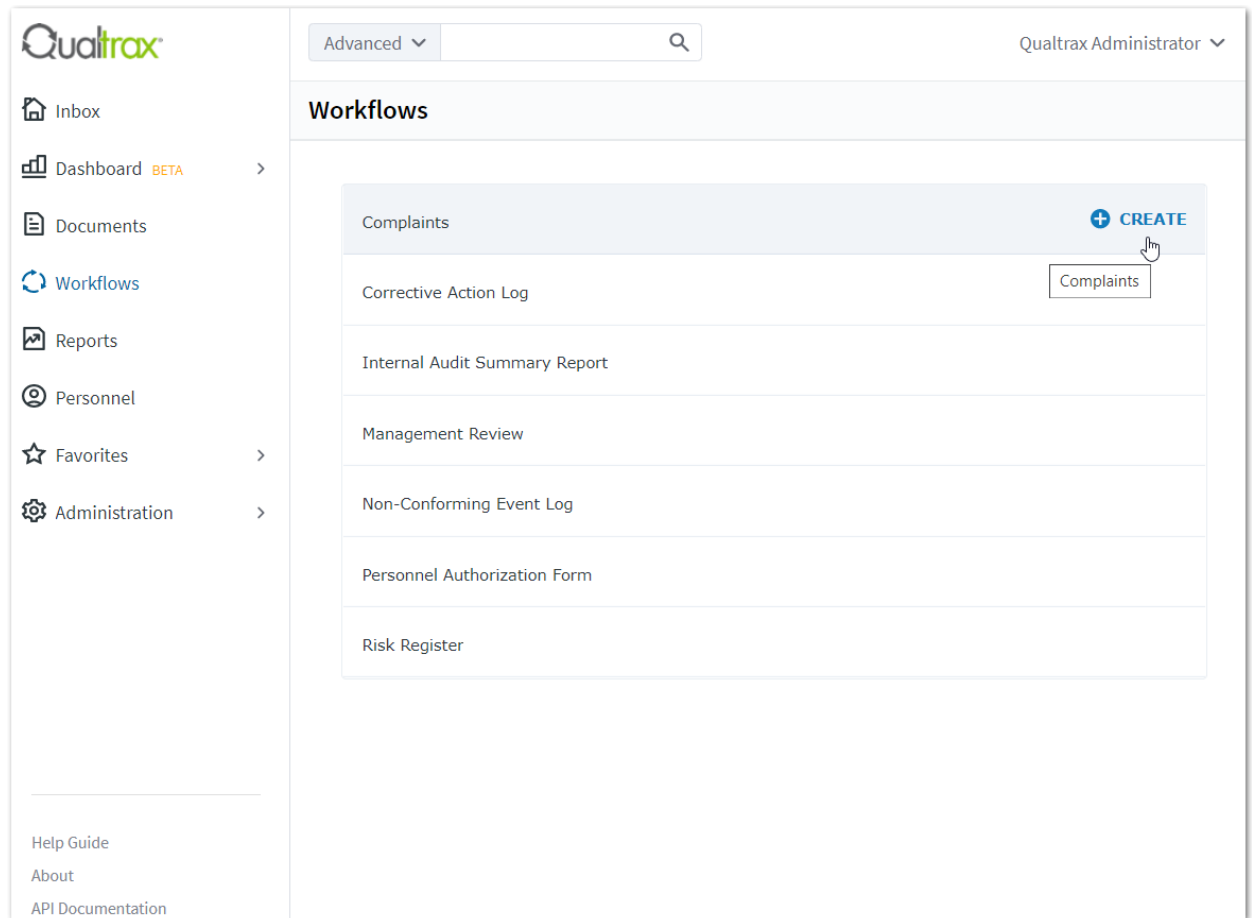 Qualtrax
Advanced
Qualtrax Administrator
Inbox
Dashboard BETA
Documents
Workflows
Reports
Personnel
Favorites
Administration
Help Guide
About
API Documentation
Workflows
Complaints
CREATE
Complaints
Corrective Action Log
Internal Audit Summary Report
Management Review
Non-Conforming Event Log
Personnel Authorization Form
Risk Register